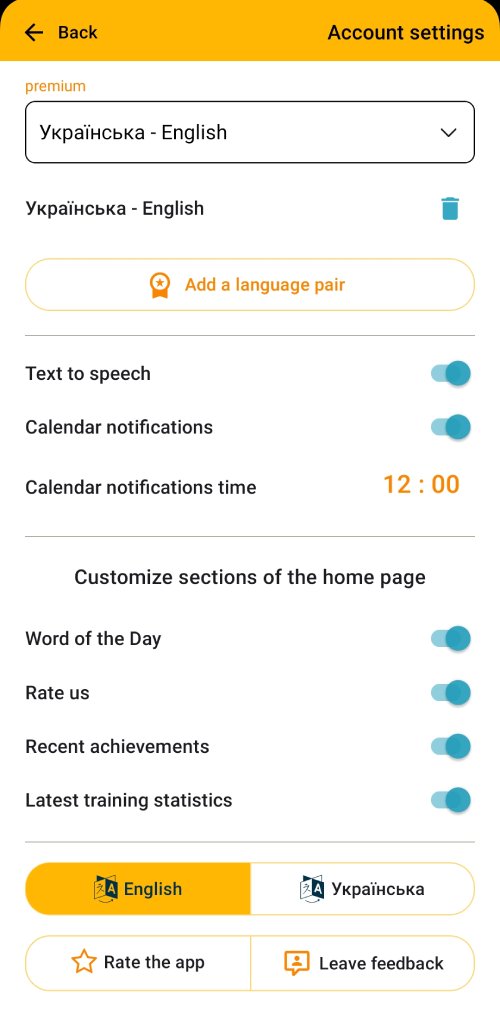 Back
Account settings
premium
Українська - English
Українська - English
Add a language pair
Text to speech
Calendar notifications
Calendar notifications time
12 : 00
Customize sections of the home page
Word of the Day
Rate us
Recent achievements
Latest training statistics
English
Українська
Rate the app
Leave feedback